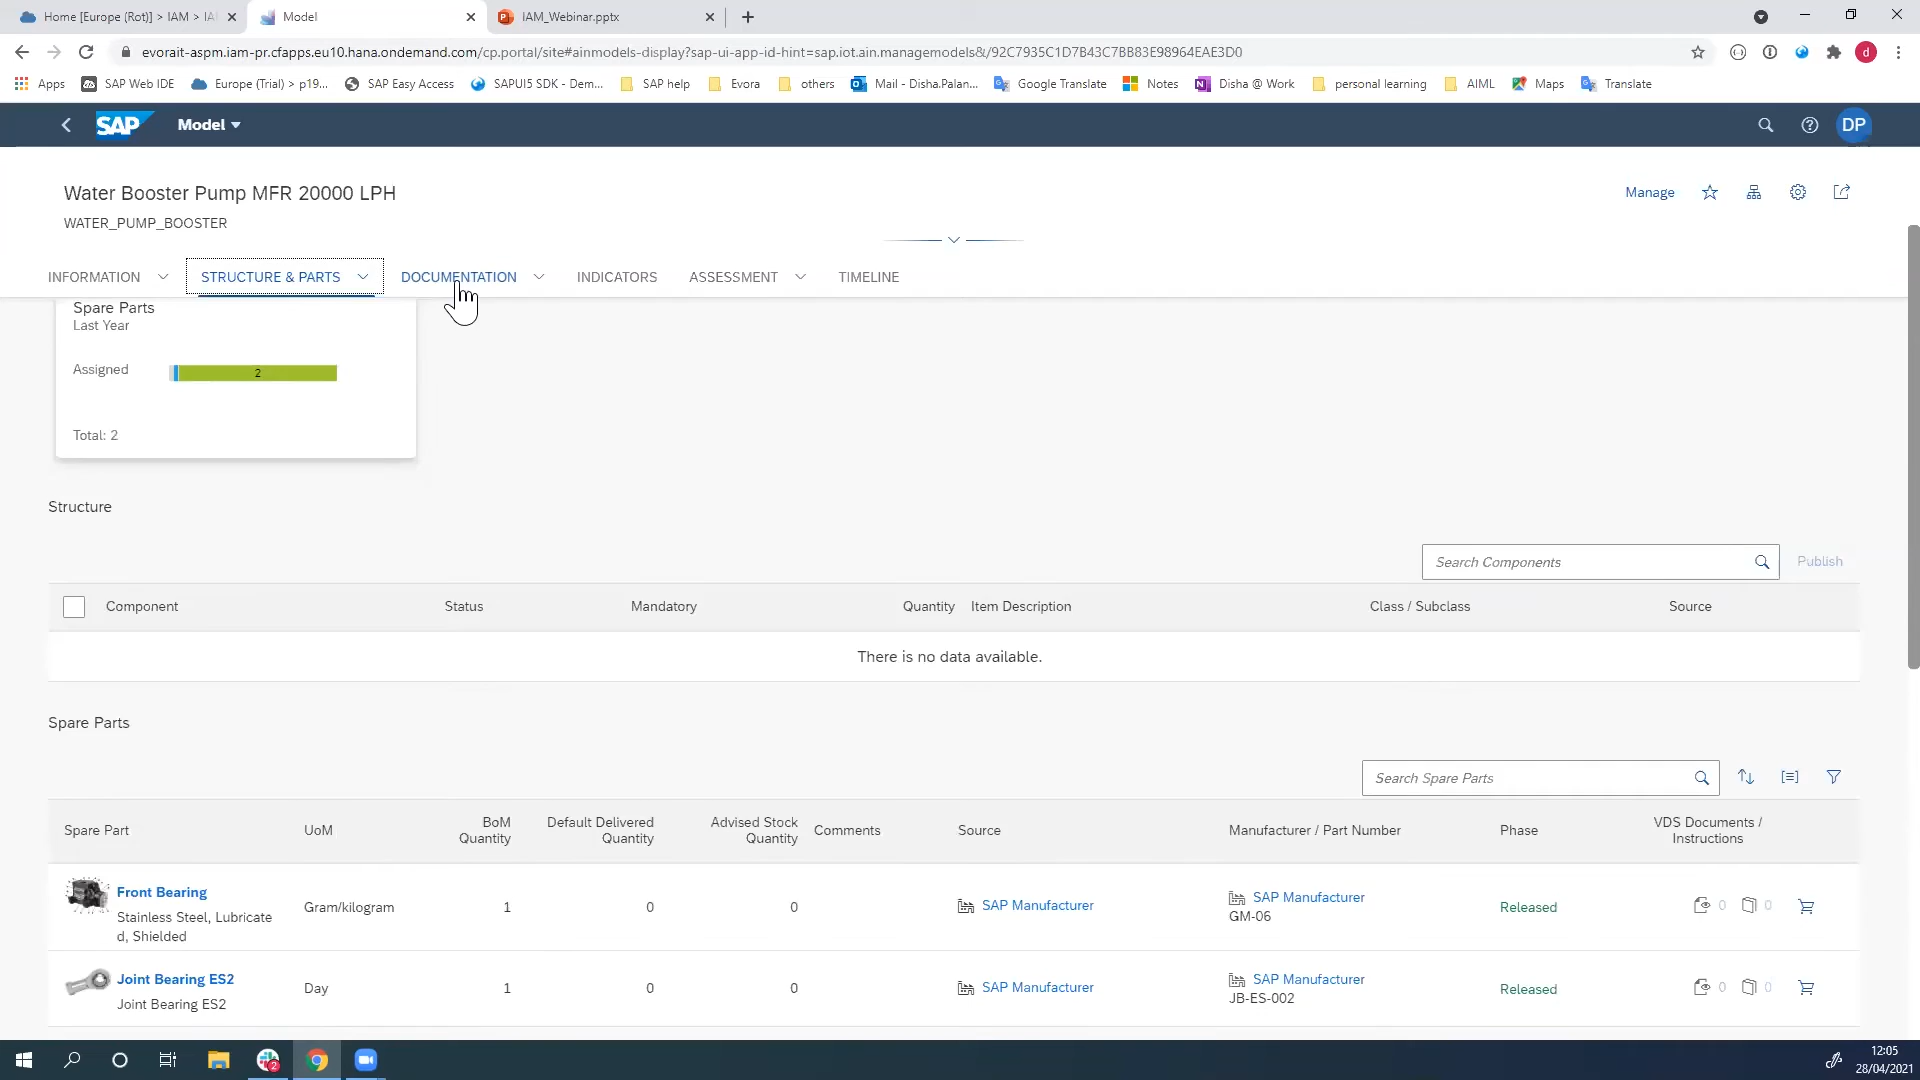 Home [Europe (Rot)] > IAM > IA
Model
IAM_Webinar.pptx
evorait-aspm.iam-pr.cfapps.eu10.hana.ondemand.com/cp.portal/site#ainmodels-display?sap-ui-app-id-hint=sap.iot.ain.managemodels&/92C7935C1D7B43C7BB83E98964EAE3D0
d
Apps SAP Web IDE Europe (Trial) > p19... SAP Easy Access SAPUI5 SDK - Dem... SAP help Evora others Mail - Disha.Palan... Google Translate Notes Disha @ Work personal learning AIML Maps Translate
SAP Model DP
Water Booster Pump MFR 20000 LPH
Manage
WATER_PUMP_BOOSTER
INFORMATION STRUCTURE & PARTS DOCUMENTATION INDICATORS ASSESSMENT TIMELINE
Spare Parts
Last Year
Assigned 2
Total: 2
Structure
Search Components Publish
Component Status Mandatory Quantity Item Description Class / Subclass Source
There is no data available.
Spare Parts
Search Spare Parts
Spare Part UoM BoM Quantity Default Delivered Quantity Advised Stock Quantity Comments Source Manufacturer / Part Number Phase VDS Documents / Instructions
Front Bearing
Stainless Steel, Lubricate
d, Shielded
Gram/kilogram 1 0 0 SAP Manufacturer SAP Manufacturer
GM-06
Released 0 0
Joint Bearing ES2
Joint Bearing ES2
Day 1 0 0 SAP Manufacturer SAP Manufacturer
JB-ES-002
Released 0 0
2
12:05
28/04/2021